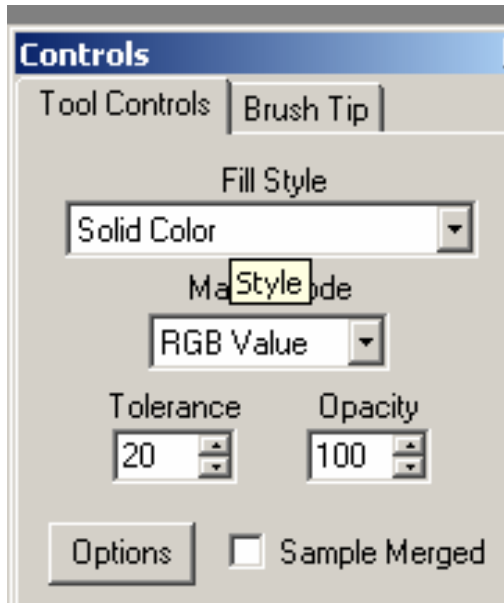 Controls
Tool Controls Brush Tip
Fill Style
Solid Color
Style
RGB Value
Tolerance Opacity
20 100
Options Sample Merged